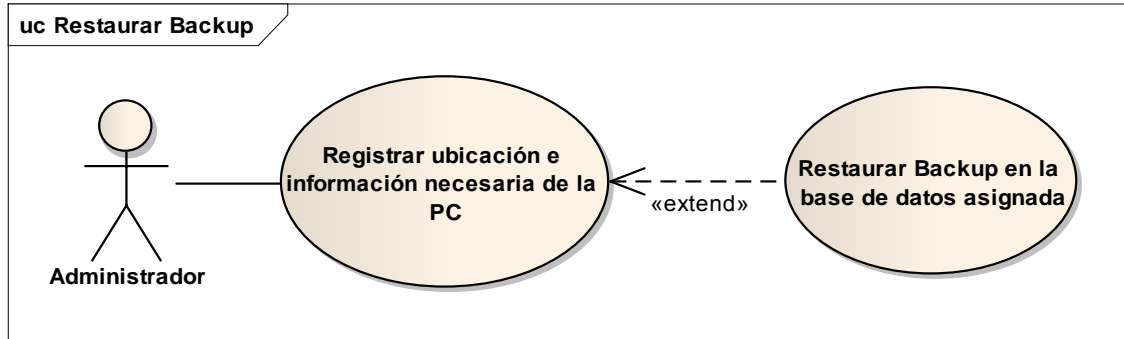 uc Restaurar Backup
Administrador
Registrar ubicación e
información necesaria de la
PC
«extend»
Restaurar Backup en la
base de datos asignada